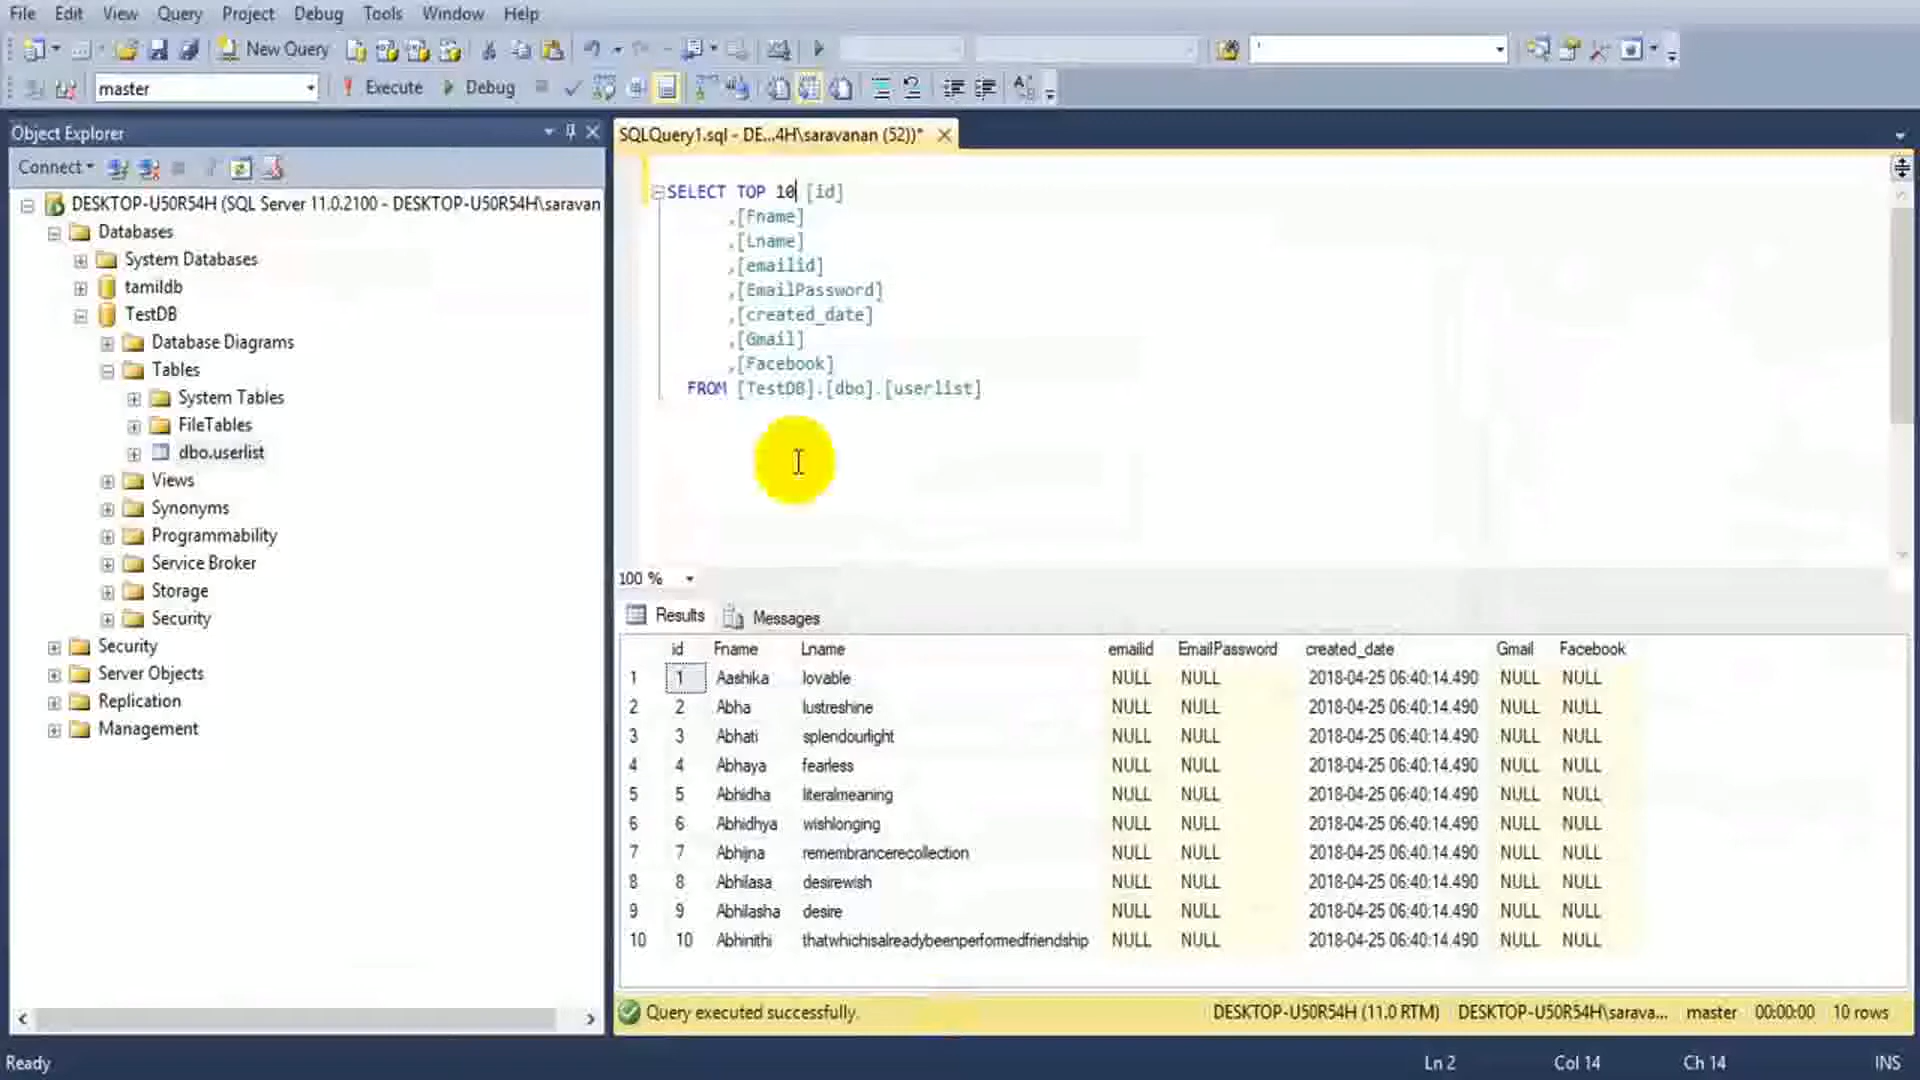 File Edit View Query Project Debug Tools Window Help
New Query
master Execute Debug
Object Explorer
Connect
DESKTOP-U50R54H (SQL Server 11.0.2100 - DESKTOP-U50R54H\saravan
Databases
System Databases
tamildb
TestDB
Database Diagrams
Tables
System Tables
FileTables
dbo.userlist
Views
Synonyms
Programmability
Service Broker
Storage
Security
Security
Server Objects
Replication
Management
SQLQuery1.sql - DE...4H\saravanan (52))*
SELECT TOP 10 [id]
,[Fname]
,[Lname]
,[emailid]
,[EmailPassword]
,[created_date]
,[Gmail]
,[Facebook]
FROM [TestDB].[dbo].[userlist]
100 %
Results Messages
id Fname Lname emailid EmailPassword created_date Gmail Facebook
1 1 Aashika lovable NULL NULL 2018-04-25 06:40:14.490 NULL NULL
2 2 Abha lustreshine NULL NULL 2018-04-25 06:40:14.490 NULL NULL
3 3 Abhati splendourlight NULL NULL 2018-04-25 06:40:14.490 NULL NULL
4 4 Abhaya fearless NULL NULL 2018-04-25 06:40:14.490 NULL NULL
5 5 Abhidha literalmeaning NULL NULL 2018-04-25 06:40:14.490 NULL NULL
6 6 Abhidhya wishlonging NULL NULL 2018-04-25 06:40:14.490 NULL NULL
7 7 Abhijna remembrancerecollection NULL NULL 2018-04-25 06:40:14.490 NULL NULL
8 8 Abhilasa desirewish NULL NULL 2018-04-25 06:40:14.490 NULL NULL
9 9 Abhilasha desire NULL NULL 2018-04-25 06:40:14.490 NULL NULL
10 10 Abhinithi thatwhichisalreadybeenperformedfriendship NULL NULL 2018-04-25 06:40:14.490 NULL NULL
Query executed successfully. DESKTOP-U50R54H (11.0 RTM) DESKTOP-U50R54H\sarava... master 00:00:00 10 rows
Ready Ln 2 Col 14 Ch 14 INS